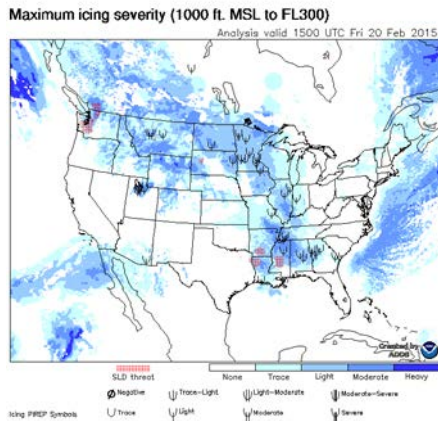 Maximum icing severity (1000 ft. MSL to FL300)
Analysis valid 1500 UTC Fri 20 Feb 2015
Created by
ADDS
SLD threat
None Trace Light Moderate Heavy
Icing PIREP Symbols
Negative Trace-Light Light-Moderate Moderate-Severe
Trace Light Moderate Severe